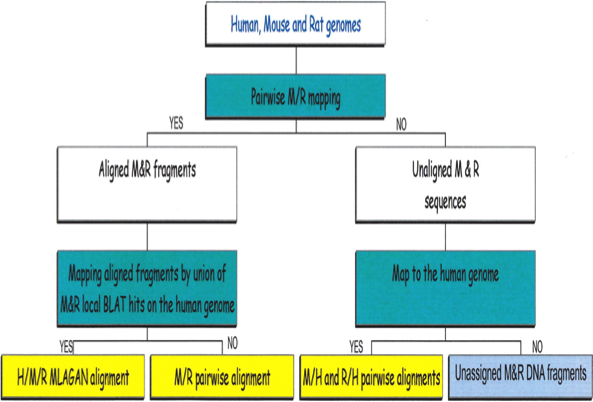 Human, Mouse and Rat genomes
Pairwise M/R mapping
YES
NO
Aligned M&R fragments
Unaligned M & R
sequences
Mapping aligned fragments by union of
M&R local BLAT hits on the human genome
Map to the human genome
YES
NO
YES
NO
H/M/R MLAGAN alignment
M/R pairwise alignment
M/H and R/H pairwise alignments
Unassigned M&R DNA fragments